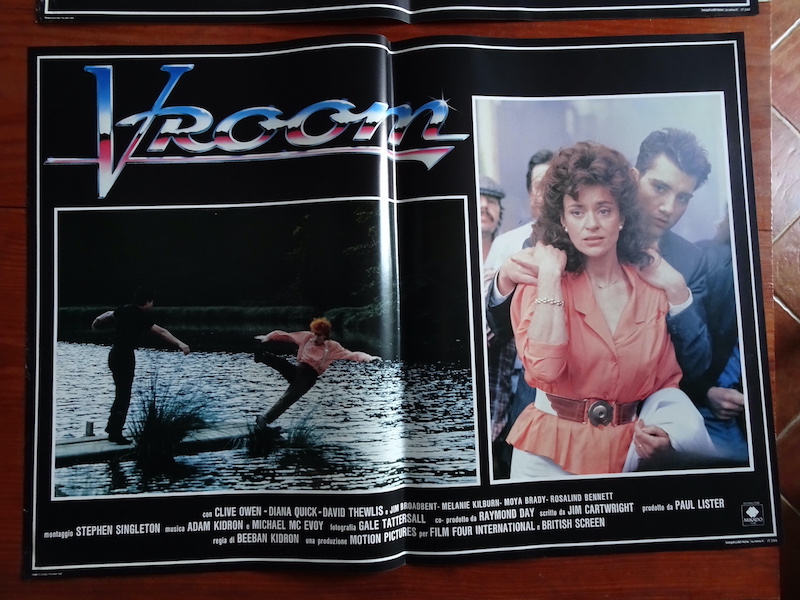 Vroom
con CLIVE OWEN - DIANA QUICK - DAVID THEWLIS e JIM BROADBENT - MELANIE KILBURN - MOYA BRADY - ROSALIND BENNETT
montaggio STEPHEN SINGLETON musica ADAM KIDRON e MICHAEL MC EVOY fotografia GALE TATTERSALL co- prodotto da RAYMOND DAY scritto da JIM CARTWRIGHT prodotto da PAUL LISTER
regia di BEEBAN KIDRON una produzione MOTION PICTURES per FILM FOUR INTERNATIONAL e BRITISH SCREEN
MIKADO